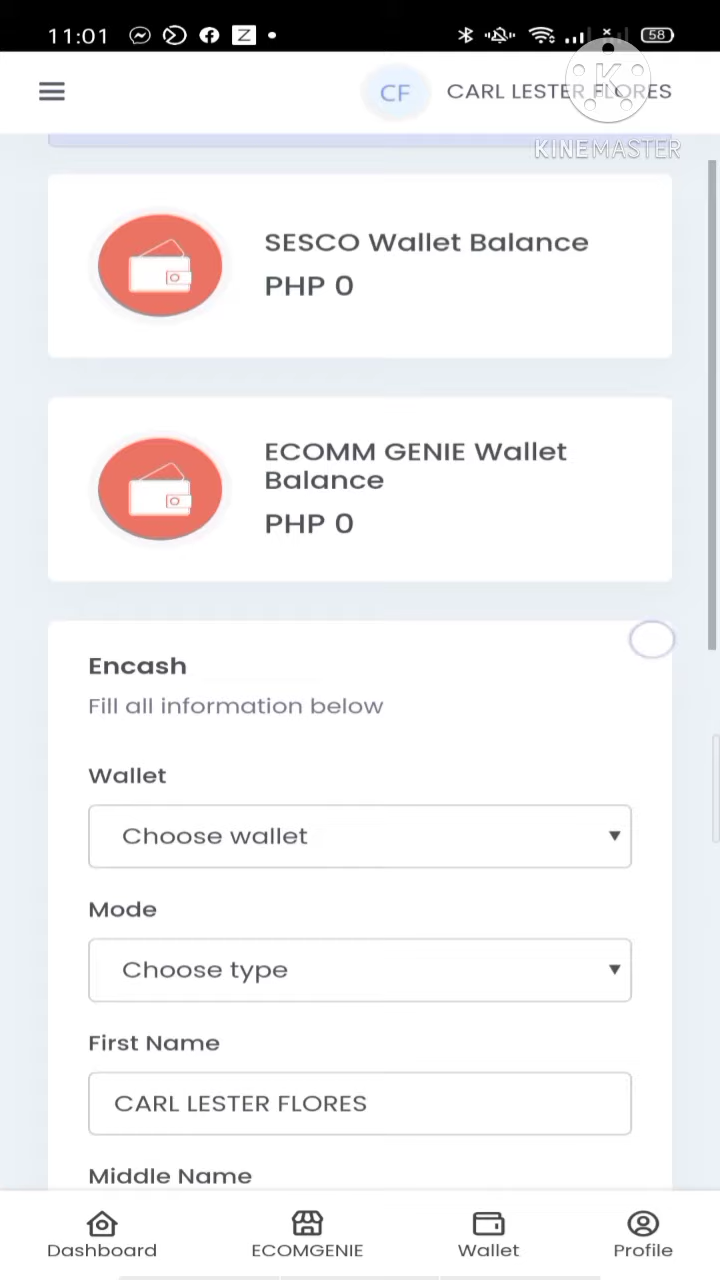 11:01
58
CF CARL LESTER FLORES
K
KINEMASTER
SESCO Wallet Balance
PHP 0
ECOMM GENIE Wallet
Balance
PHP 0
Encash
Fill all information below
Wallet
Choose wallet
Mode
Choose type
First Name
CARL LESTER FLORES
Middle Name
Dashboard ECOMGENIE Wallet Profile